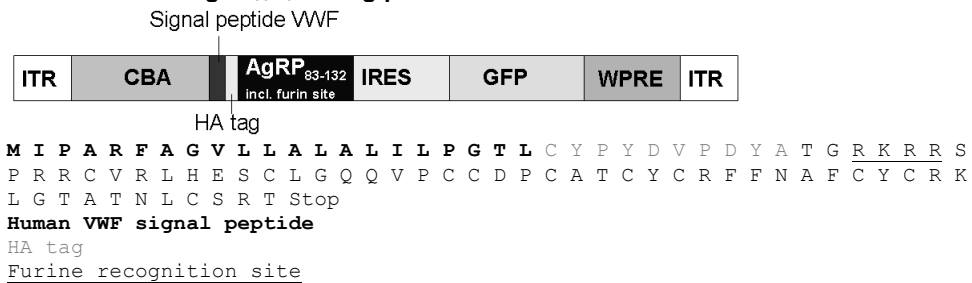 Signal peptide VWF
ITR CBA AgRP83-132 incl. furin site IRES GFP WPRE ITR
HA tag
M I P A R F A G V L L A L A L I L P G T L C Y P Y D V P D Y A T G R K R R S
P R R C V R L H E S C L G Q Q V P C C D P C A T C Y C R F F N A F C Y C R K
L G T A T N L C S R T Stop
Human VWF signal peptide
HA tag
Furine recognition site